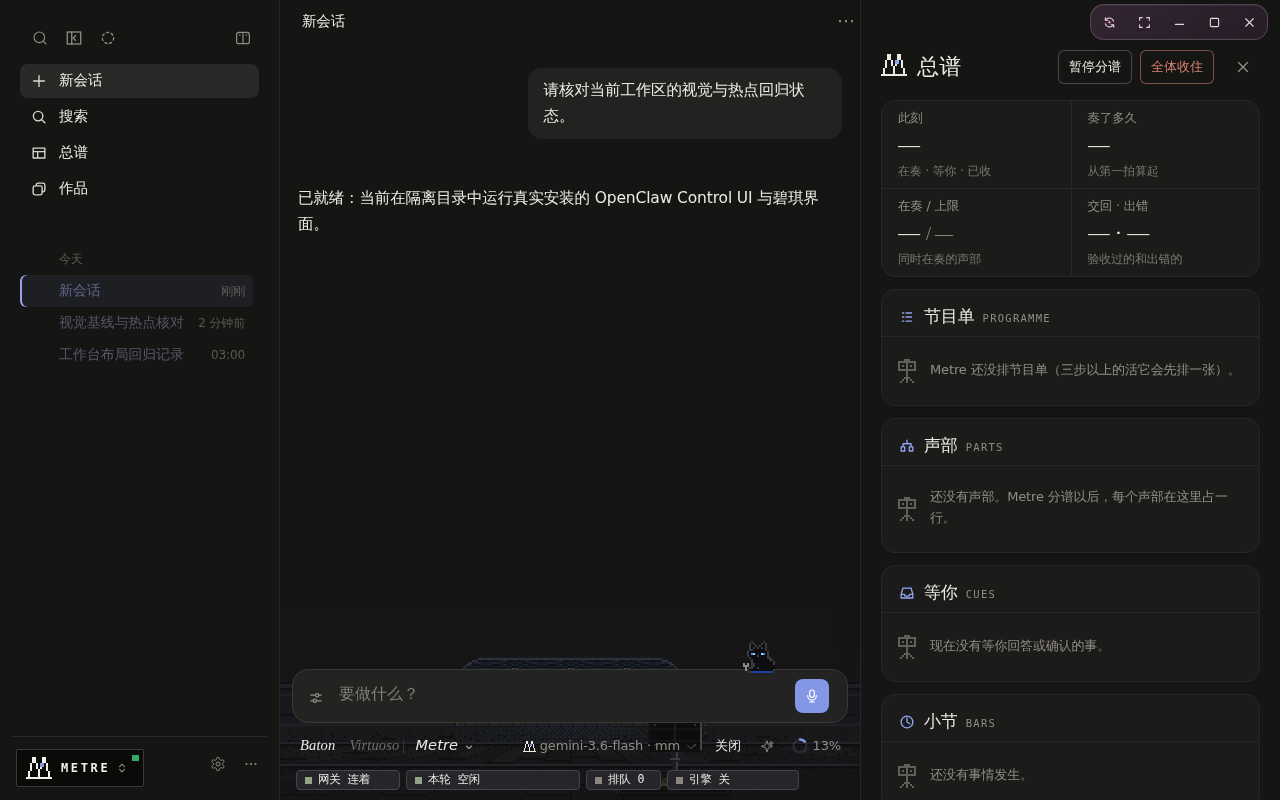 新会话
搜索
总谱
作品
今天
新会话 刚刚
视觉基线与热点核对 2 分钟前
工作台布局回归记录 03:00
METRE
新会话
请核对当前工作区的视觉与热点回归状
态。
已就绪：当前在隔离目录中运行真实安装的 OpenClaw Control UI 与碧琪界
面。
要做什么？
Baton Virtuoso Metre gemini-3.6-flash · mm 关闭 13%
网关 连着 本轮 空闲 排队 0 引擎 关
总谱 暂停分谱 全体收住
此刻
—
在奏 · 等你 · 已收
奏了多久
—
从第一拍算起
在奏 / 上限
— / —
同时在奏的声部
交回 · 出错
— · —
验收过的和出错的
节目单 PROGRAMME
Metre 还没排节目单（三步以上的活它会先排一张）。
声部 PARTS
还没有声部。Metre 分谱以后，每个声部在这里占一
行。
等你 CUES
现在没有等你回答或确认的事。
小节 BARS
还没有事情发生。